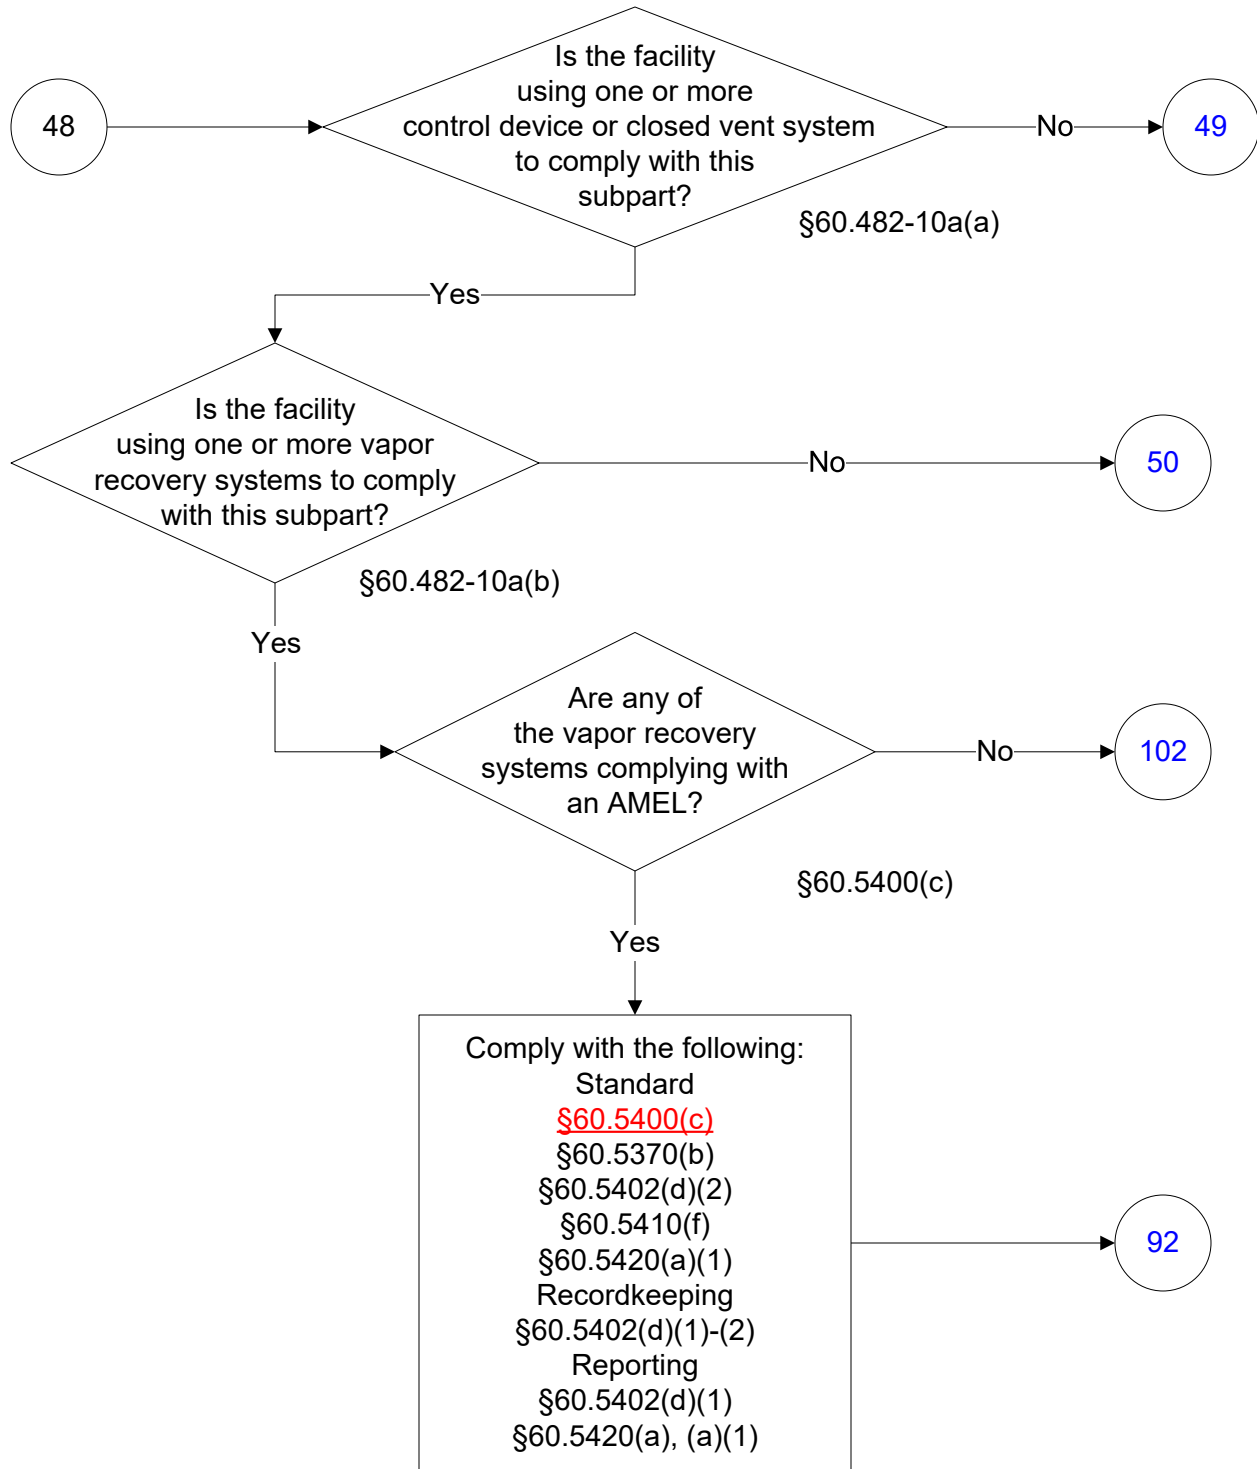 Is the facility
using one or more
control device or closed vent system
to comply with this
subpart?
48
No
49
§60.482-10a(a)
Yes
Is the facility
using one or more vapor
recovery systems to comply
with this subpart?
No
50
§60.482-10a(b)
Yes
Are any of
the vapor recovery
systems complying with
an AMEL?
No
102
§60.5400(c)
Yes
Comply with the following:
Standard
§60.5400(c)
§60.5370(b)
§60.5402(d)(2)
§60.5410(f)
§60.5420(a)(1)
Recordkeeping
§60.5402(d)(1)-(2)
Reporting
§60.5402(d)(1)
§60.5420(a), (a)(1)
92